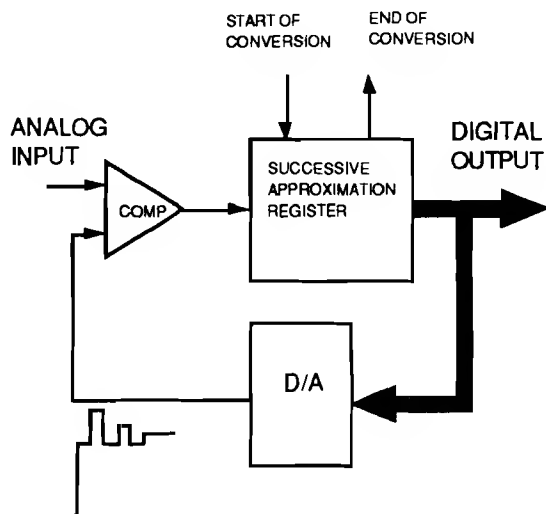 START OF
CONVERSION
END OF
CONVERSION
ANALOG
INPUT
DIGITAL
OUTPUT
COMP
SUCCESSIVE
APPROXIMATION
REGISTER
D/A